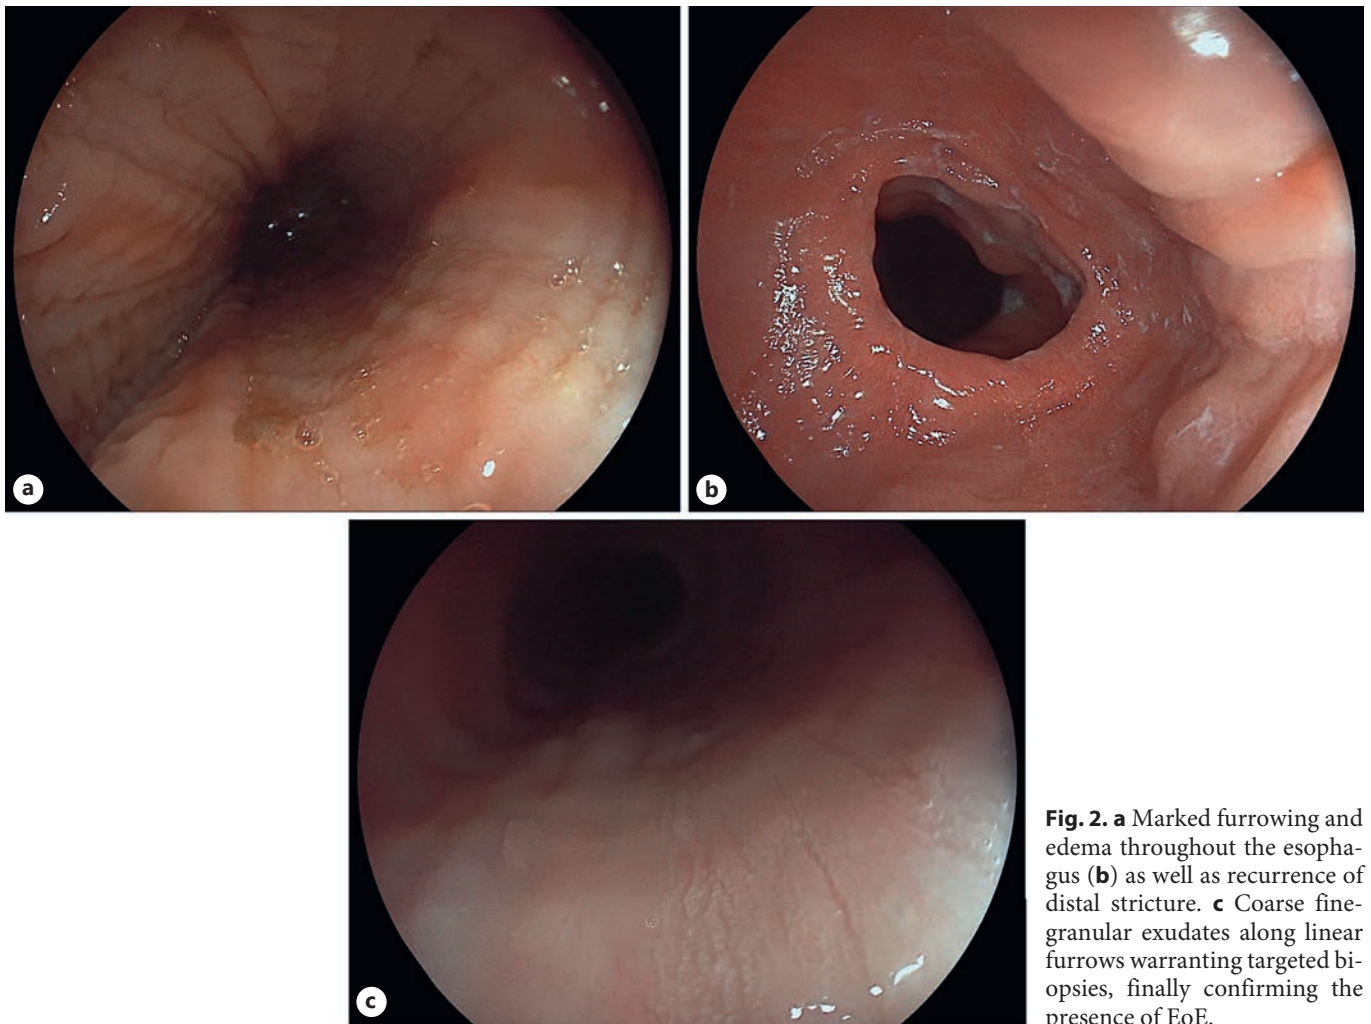 a
b
c
Fig. 2. a Marked furrowing and
edema throughout the esopha-
gus (b) as well as recurrence of
distal stricture. c Coarse fine-
granular exudates along linear
furrows warranting targeted bi-
opsies, finally confirming the
presence of EoE.